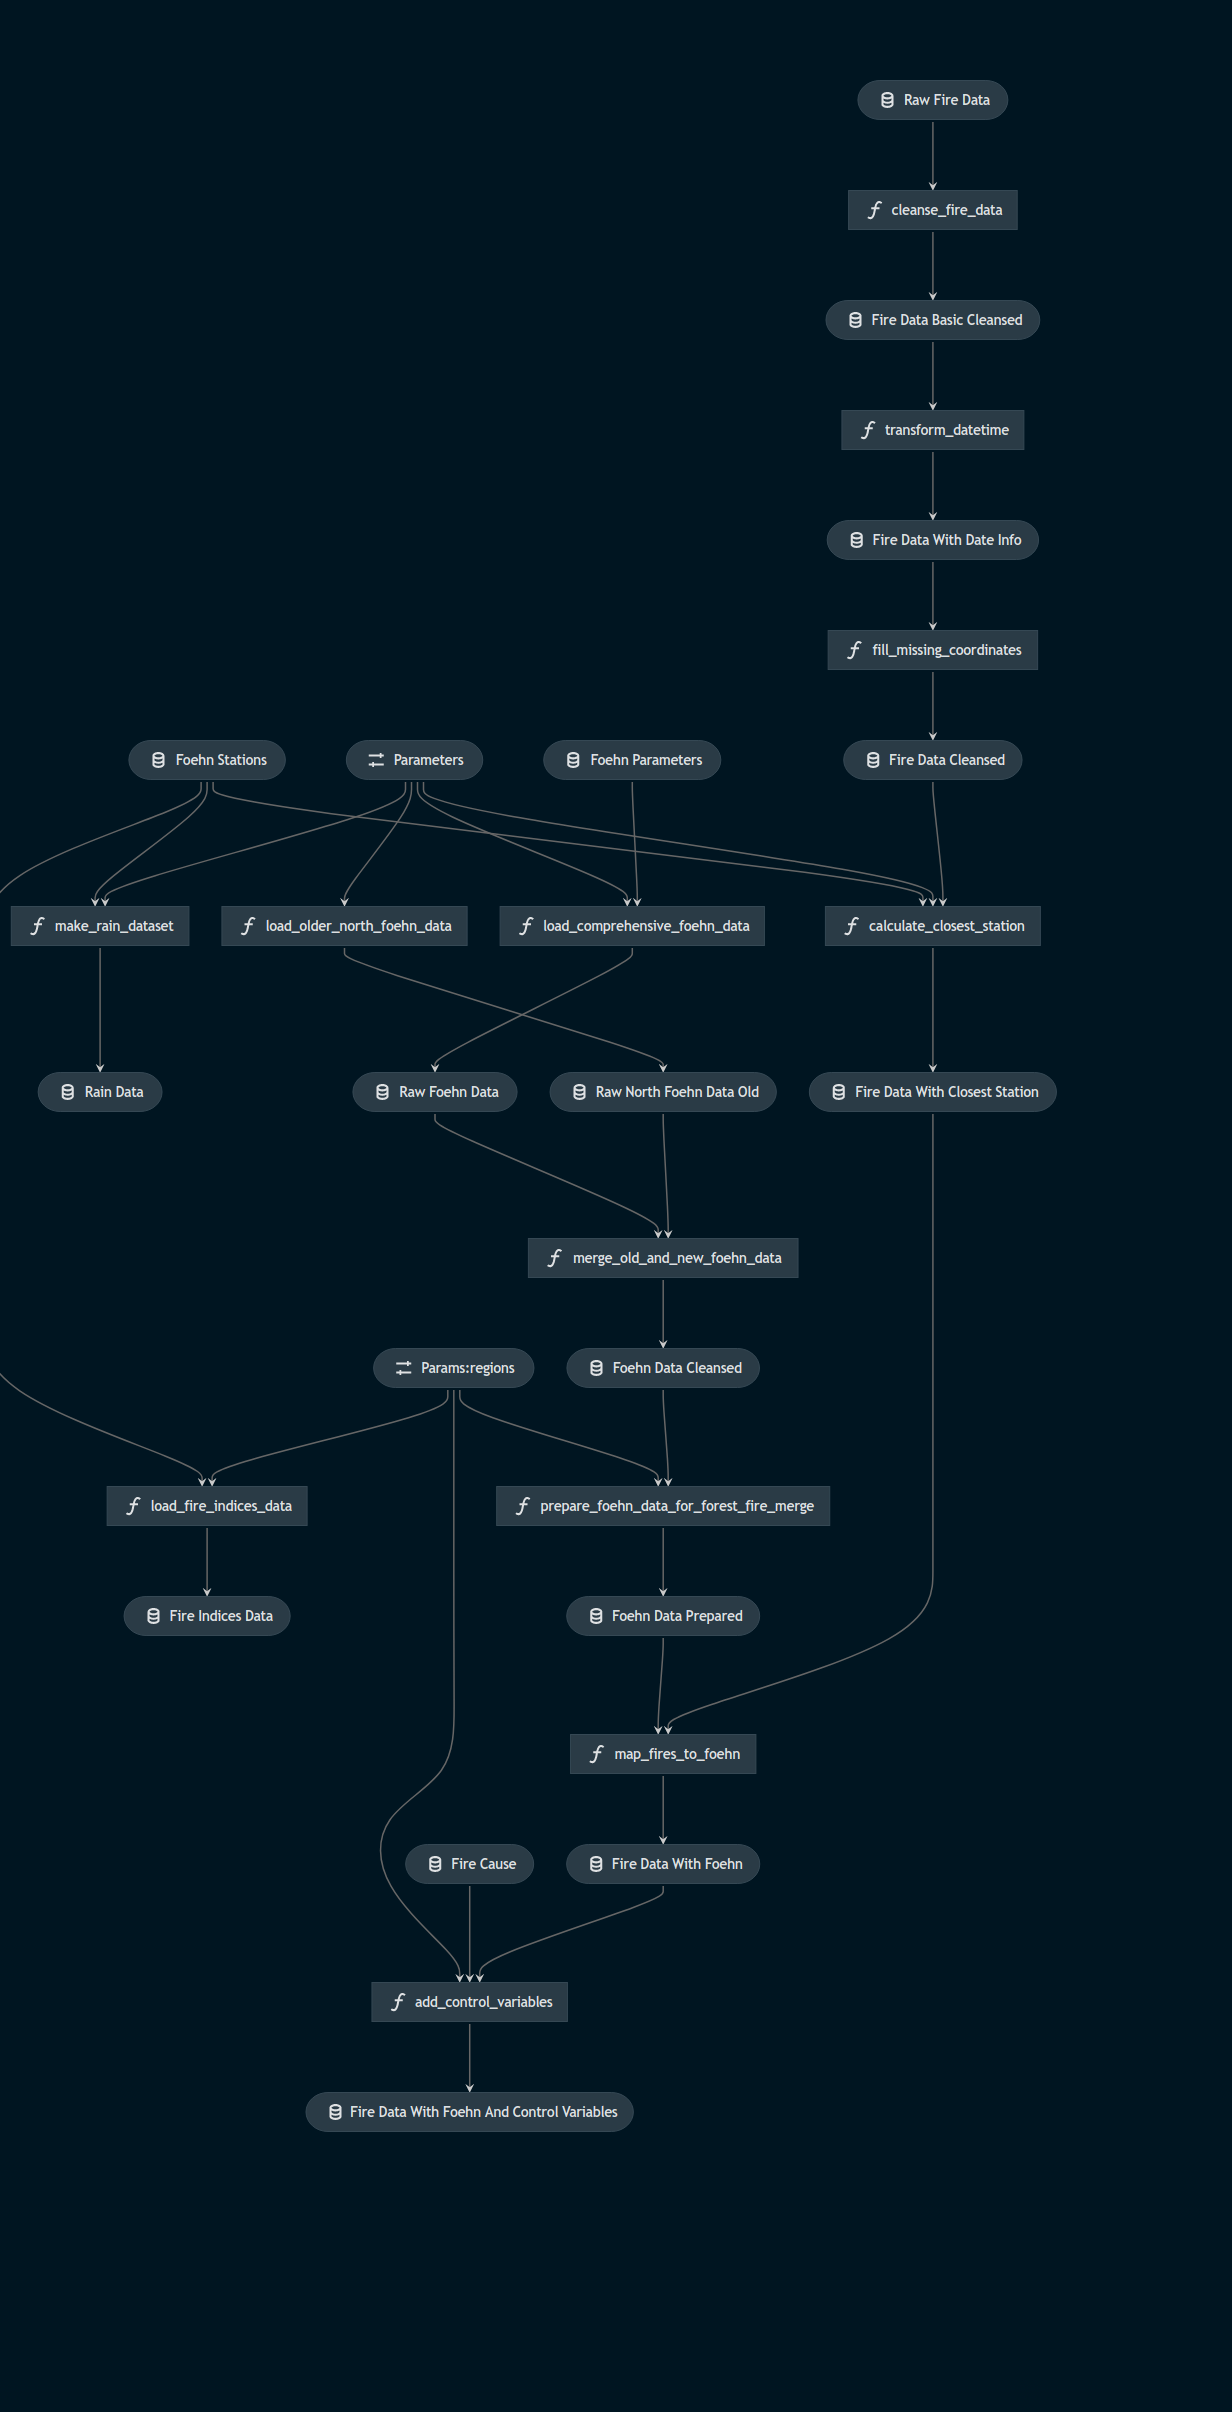 Raw Fire Data
cleanse_fire_data
Fire Data Basic Cleansed
transform_datetime
Fire Data With Date Info
fill_missing_coordinates
Foehn Stations
Parameters
Foehn Parameters
Fire Data Cleansed
make_rain_dataset
load_older_north_foehn_data
load_comprehensive_foehn_data
calculate_closest_station
Rain Data
Raw Foehn Data
Raw North Foehn Data Old
Fire Data With Closest Station
merge_old_and_new_foehn_data
Params:regions
Foehn Data Cleansed
load_fire_indices_data
prepare_foehn_data_for_forest_fire_merge
Fire Indices Data
Foehn Data Prepared
map_fires_to_foehn
Fire Cause
Fire Data With Foehn
add_control_variables
Fire Data With Foehn And Control Variables